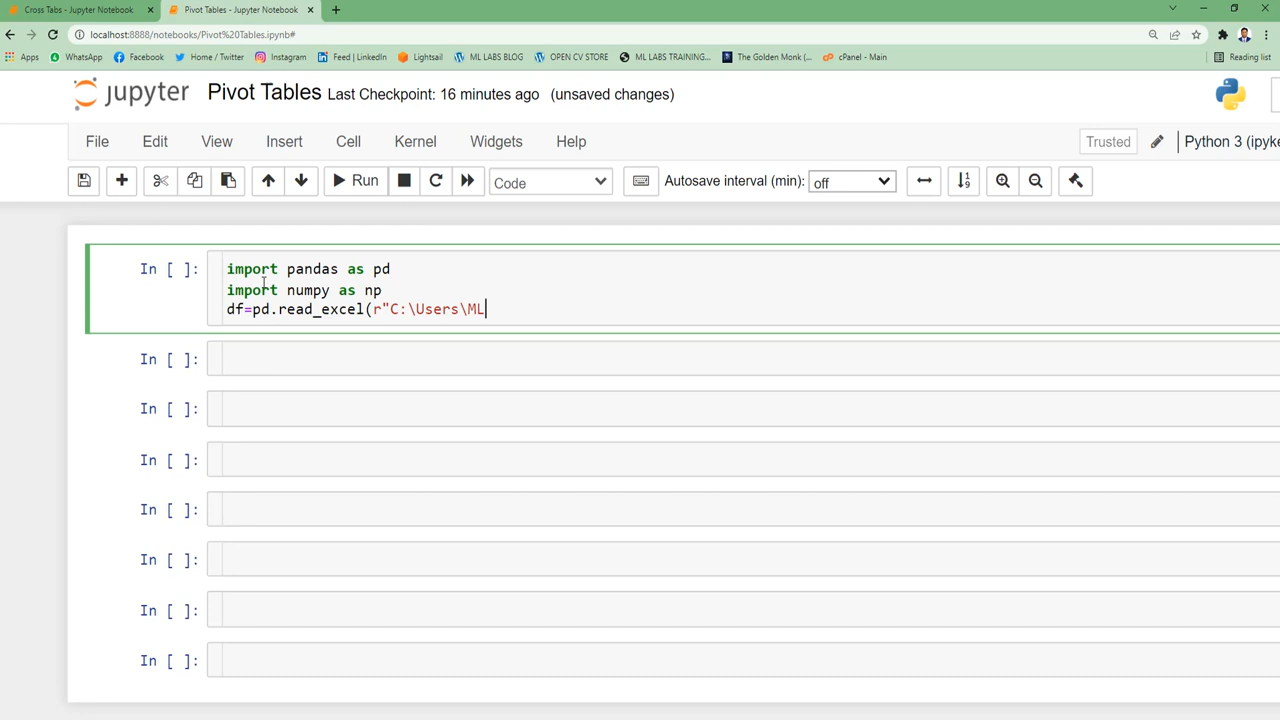 Cross Tabs - Jupyter Notebook
Pivot Tables - Jupyter Notebook
localhost:8888/notebooks/Pivot%20Tables.ipynb#
Apps WhatsApp Facebook Home / Twitter Instagram Feed | LinkedIn Lightsail ML LABS BLOG OPEN CV STORE ML LABS TRAINING... The Golden Monk (... cPanel - Main Reading list
jupyter Pivot Tables Last Checkpoint: 16 minutes ago (unsaved changes)
File Edit View Insert Cell Kernel Widgets Help Trusted Python 3 (ipyke
Run Code Autosave interval (min): off
In [ ]: import pandas as pd
import numpy as np
df=pd.read_excel(r"C:\Users\ML
In [ ]:
In [ ]:
In [ ]:
In [ ]:
In [ ]:
In [ ]:
In [ ]: